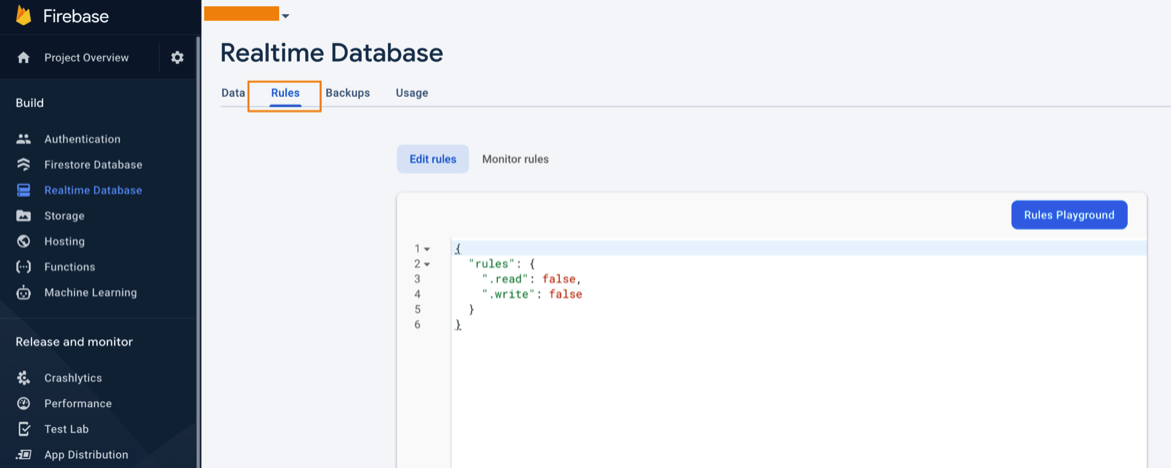 Firebase
Project Overview
Build
Authentication
Firestore Database
Realtime Database
Storage
Hosting
Functions
Machine Learning
Release and monitor
Crashlytics
Performance
Test Lab
App Distribution
Realtime Database
Data Rules Backups Usage
Edit rules Monitor rules
Rules Playground
1 {
2 "rules": {
3 ".read": false,
4 ".write": false
5 }
6 }